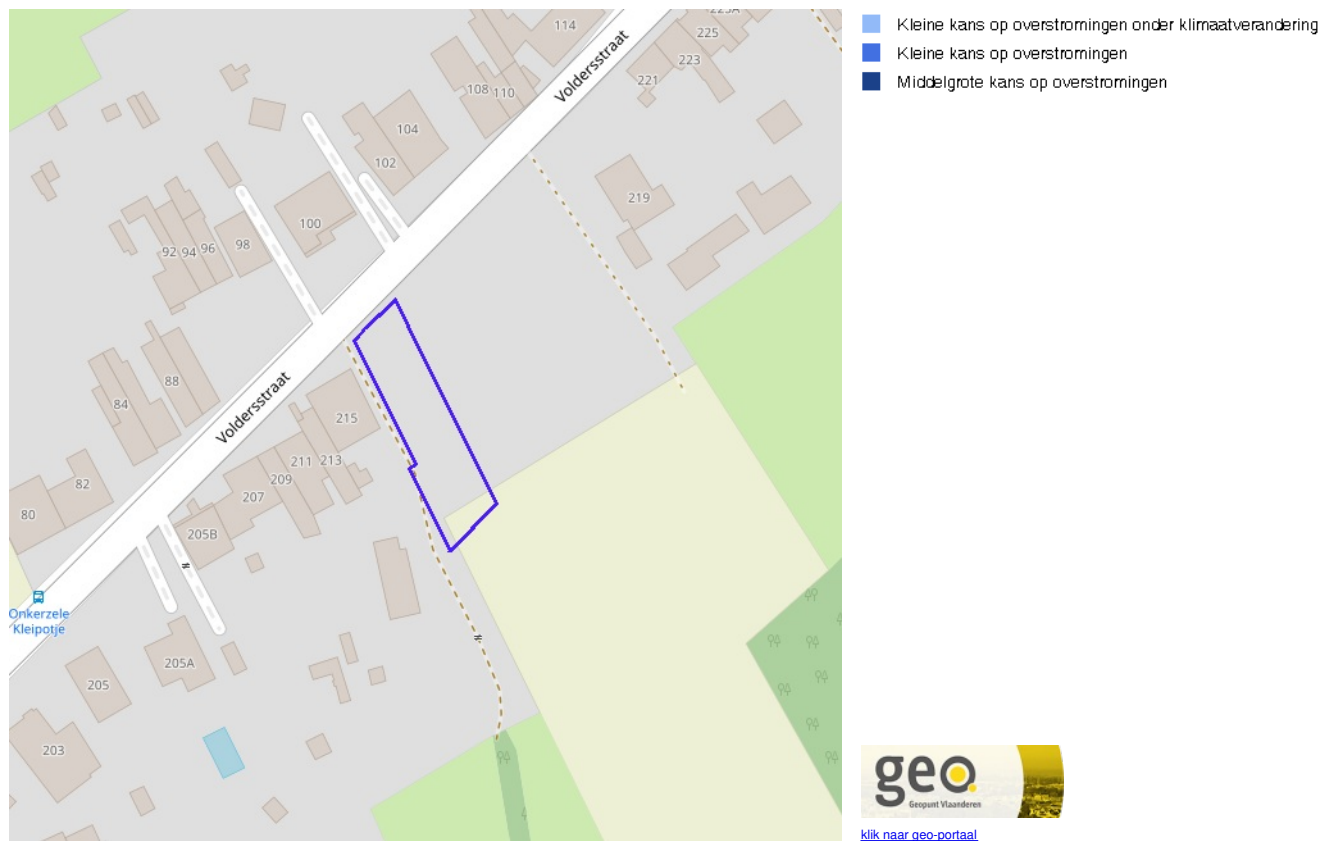 Kleine kans op overstromingen onder klimaatverandering
Kleine kans op overstromingen
Middelgrote kans op overstromingen
114
223A
225
223
221
108
110
Voldersstraat
104
102
219
100
98
96
94
92
88
84
Voldersstraat
215
213
211
209
207
205B
82
80
Onkerzele
Kleipotje
205A
205
203
geo.
Geopunt Vlaanderen
klik naar geo-portaal